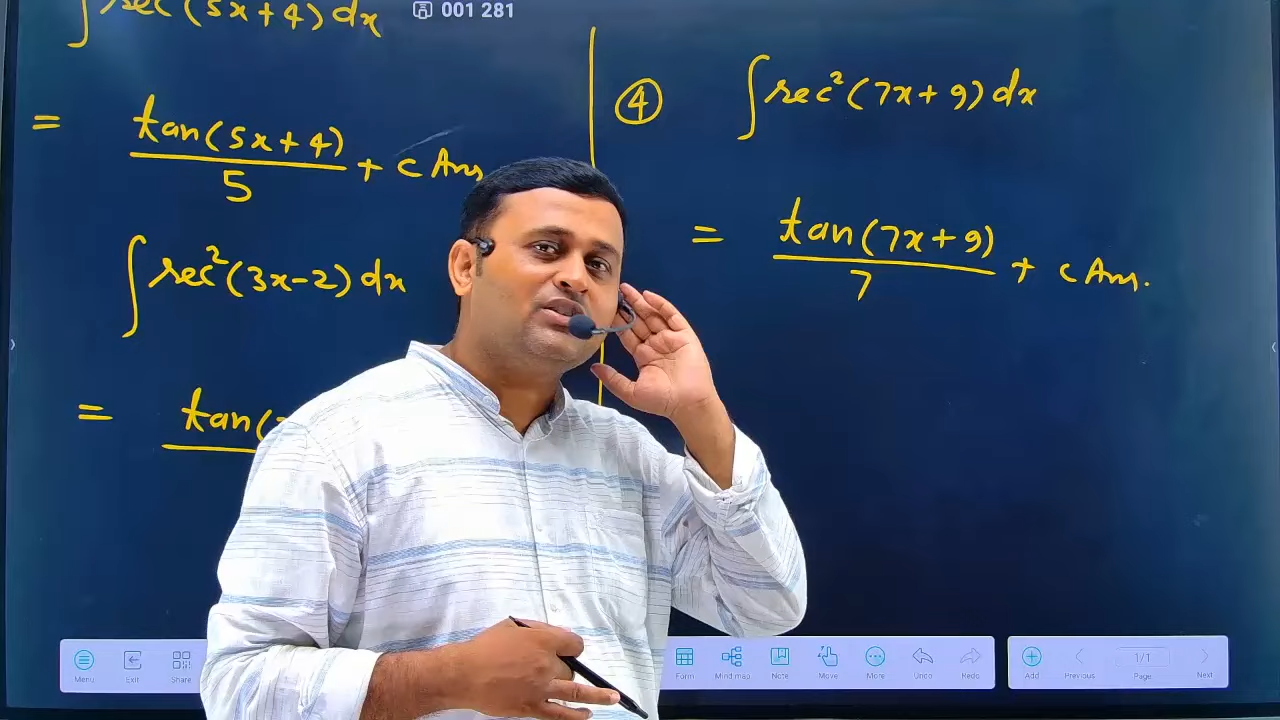 ∫sec²(5x+4)dx
001 281
= tan(5x+4)/5 + c Ans
∫sec²(3x-2)dx
= tan(
④ ∫sec²(7x+9)dx
= tan(7x+9)/7 + c Ans.
Menu Exit Share Form Mind map Note Move More Undo Redo Add Previous 1/1 Page Next